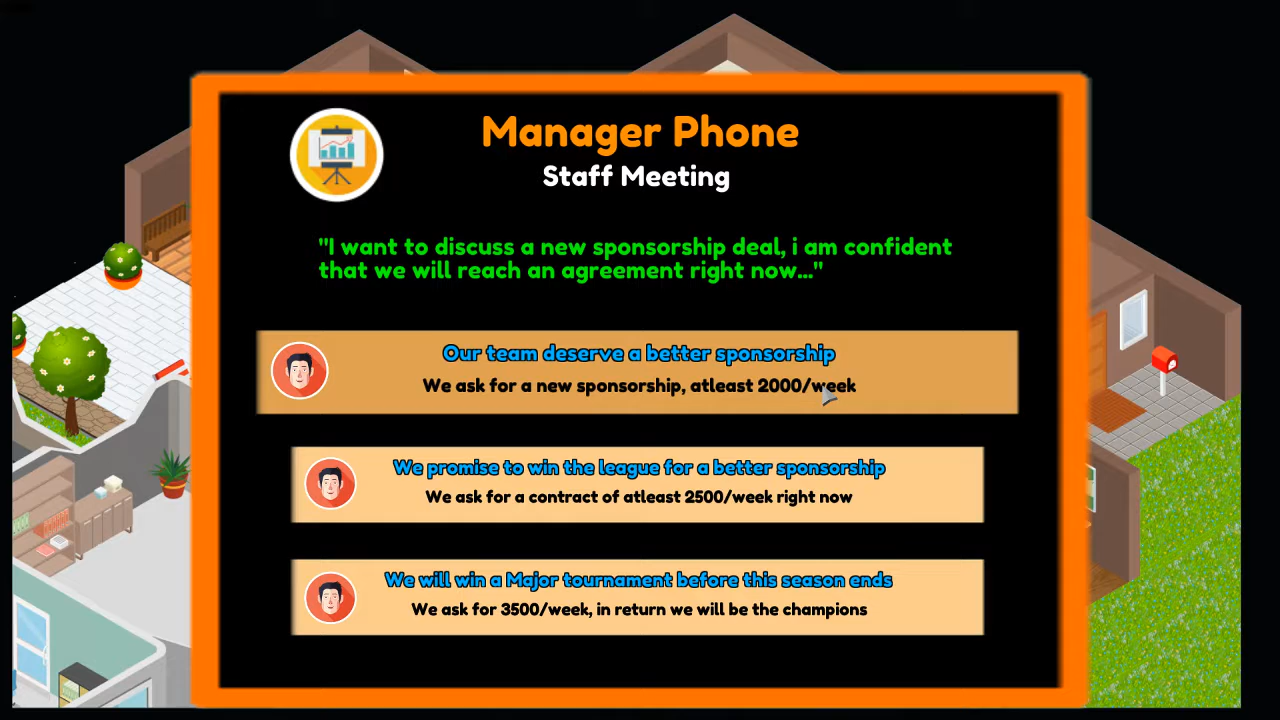 Manager Phone
Staff Meeting
"I want to discuss a new sponsorship deal, i am confident
that we will reach an agreement right now..."
Our team deserve a better sponsorship
We ask for a new sponsorship, atleast 2000/week
We promise to win the league for a better sponsorship
We ask for a contract of atleast 2500/week right now
We will win a Major tournament before this season ends
We ask for 3500/week, in return we will be the champions